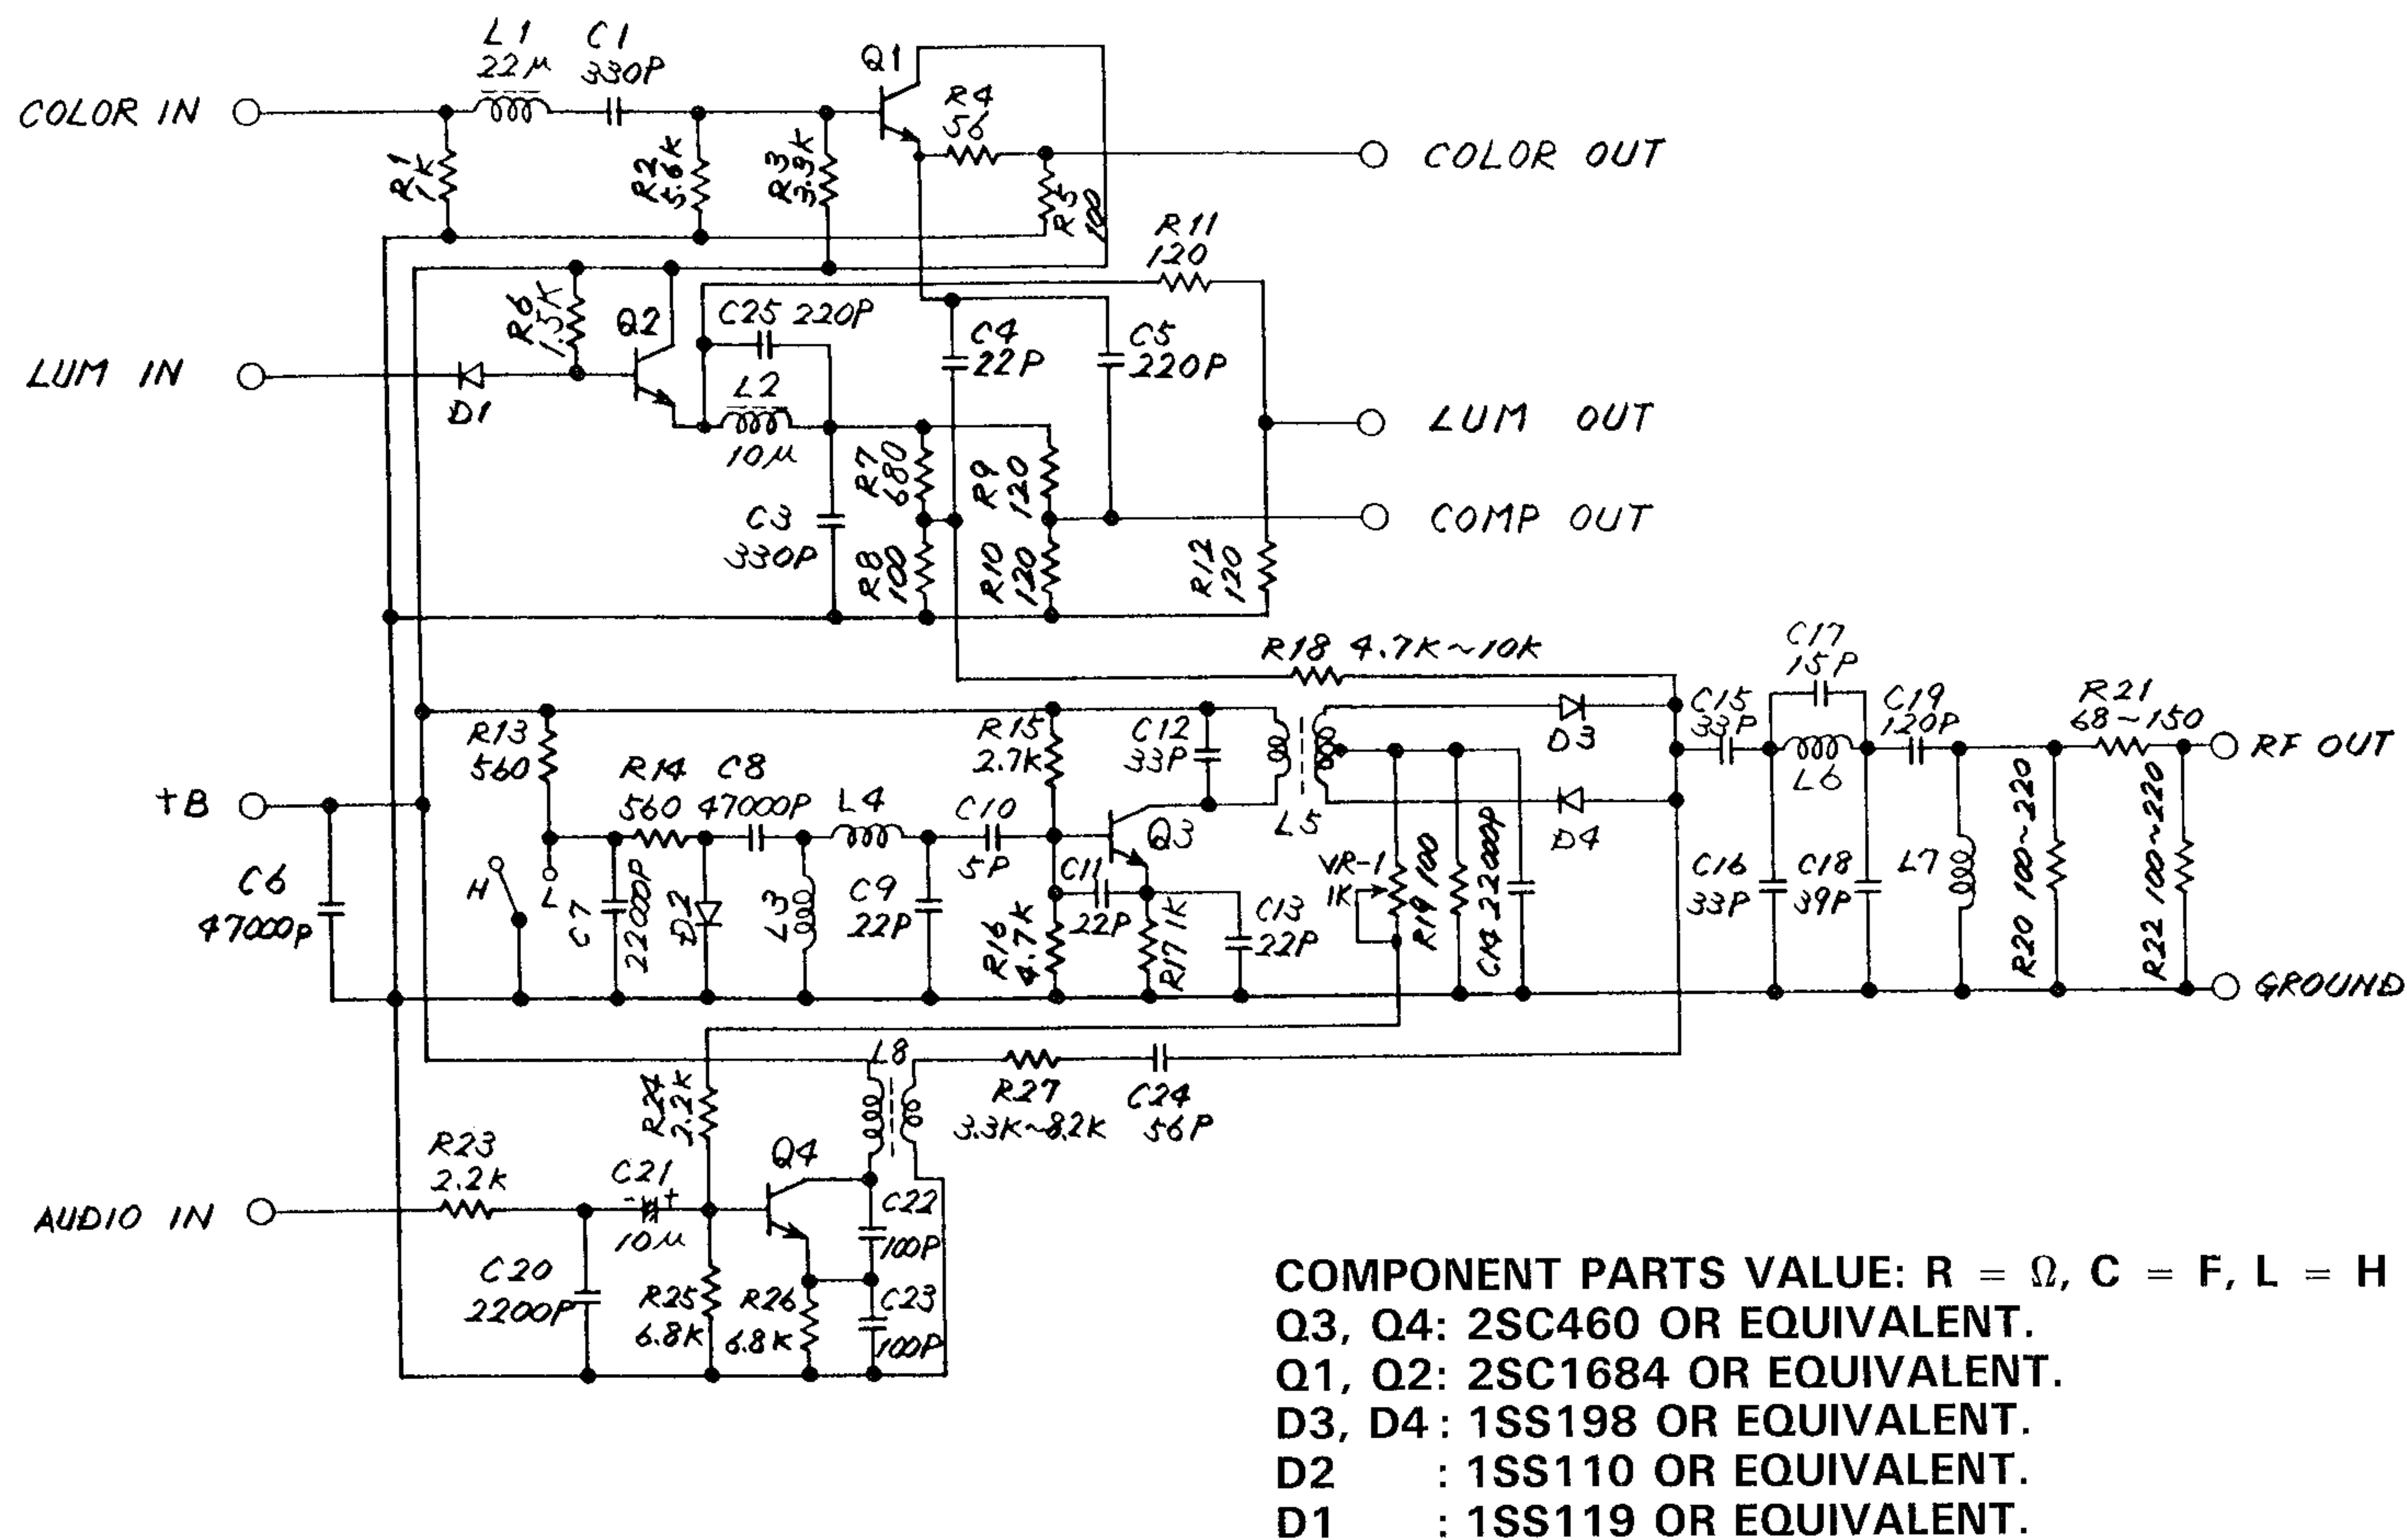 L1
22μ
C1
330P
Q1
COLOR IN
R4
56
R1
1K
R2
5.6K
R3
3.9K
R5
100
COLOR OUT
R11
120
R6
1.5K
Q2
C25 220P
C4
22P
C5
220P
LUM IN
D1
L2
10μ
LUM OUT
R7
680
R9
120
C3
330P
COMP OUT
R8
100
R10
120
R12
120
R18 4.7K~10K
C17
15P
R13
560
R14
560
C8
47000P
L4
C10
5P
R15
2.7K
C12
33P
L5
D3
D4
C15
33P
L6
C19
120P
R21
68~150
RF OUT
+B
C6
47000P
H
L
C7
22000P
D2
L3
C9
22P
R16
4.7K
C11
22P
Q3
R17 1K
C13
22P
VR-1
1K
R19 100
C14 22000P
C16
33P
C18
39P
L7
R20 100~220
R22 100~220
GROUND
L8
R24
2.2K
R27
3.3K~8.2K
C24
56P
R23
2.2K
C21
- +
10μ
Q4
C22
100P
AUDIO IN
C20
2200P
R25
6.8K
R26
6.8K
C23
100P
COMPONENT PARTS VALUE: R = Ω, C = F, L = H
Q3, Q4: 2SC460 OR EQUIVALENT.
Q1, Q2: 2SC1684 OR EQUIVALENT.
D3, D4 : 1SS198 OR EQUIVALENT.
D2 : 1SS110 OR EQUIVALENT.
D1 : 1SS119 OR EQUIVALENT.